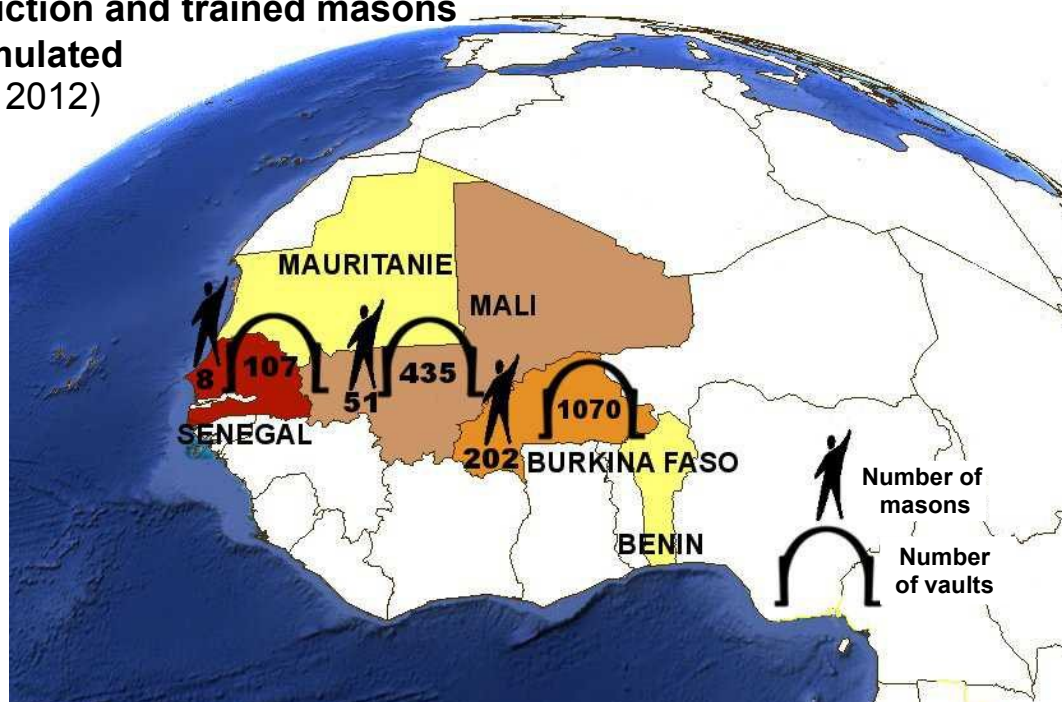 uction and trained masons
mulated
2012)
MAURITANIE
MALI
8
107
51
435
SENEGAL
202
1070
BURKINA FASO
BENIN
Number of
masons
Number
of vaults